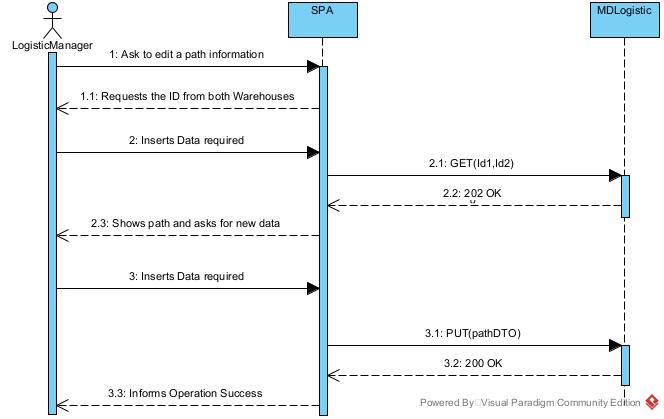 SPA
MDLogistic
LogisticManager
1: Ask to edit a path information
1.1: Requests the ID from both Warehouses
2: Inserts Data required
2.1: GET(Id1,Id2)
2.2: 202 OK
2.3: Shows path and asks for new data
3: Inserts Data required
3.1: PUT(pathDTO)
3.2: 200 OK
3.3: Informs Operation Success
Powered By Visual Paradigm Community Edition